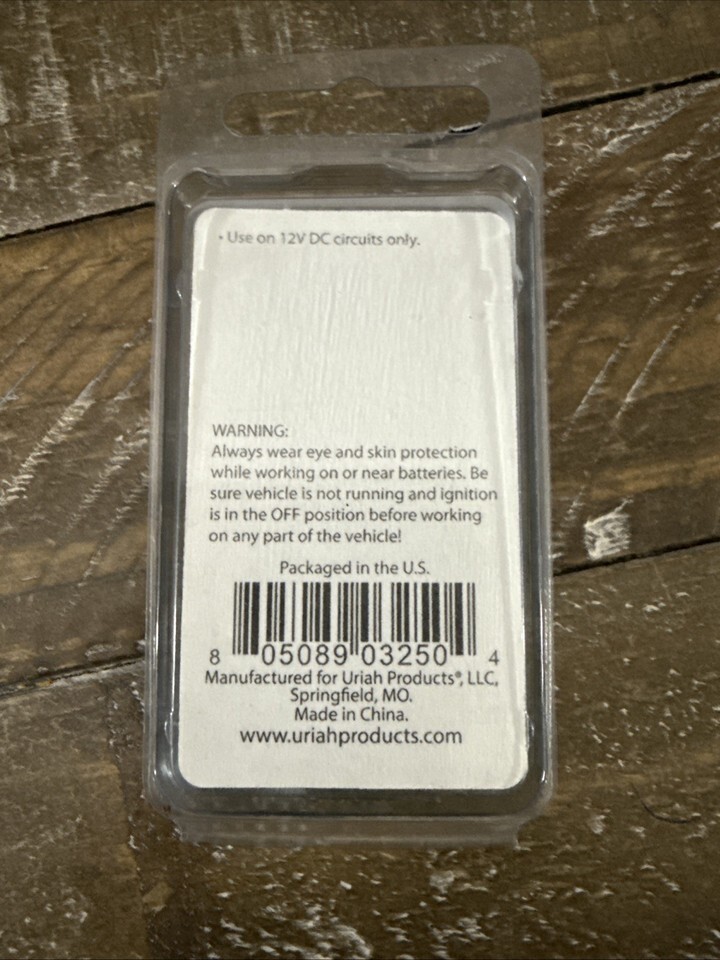 • Use on 12V DC circuits only.
WARNING:
Always wear eye and skin protection
while working on or near batteries. Be
sure vehicle is not running and ignition
is in the OFF position before working
on any part of the vehicle!
Packaged in the U.S.
8 05089 03250 4
Manufactured for Uriah Products®, LLC,
Springfield, MO.
Made in China.
www.uriahproducts.com